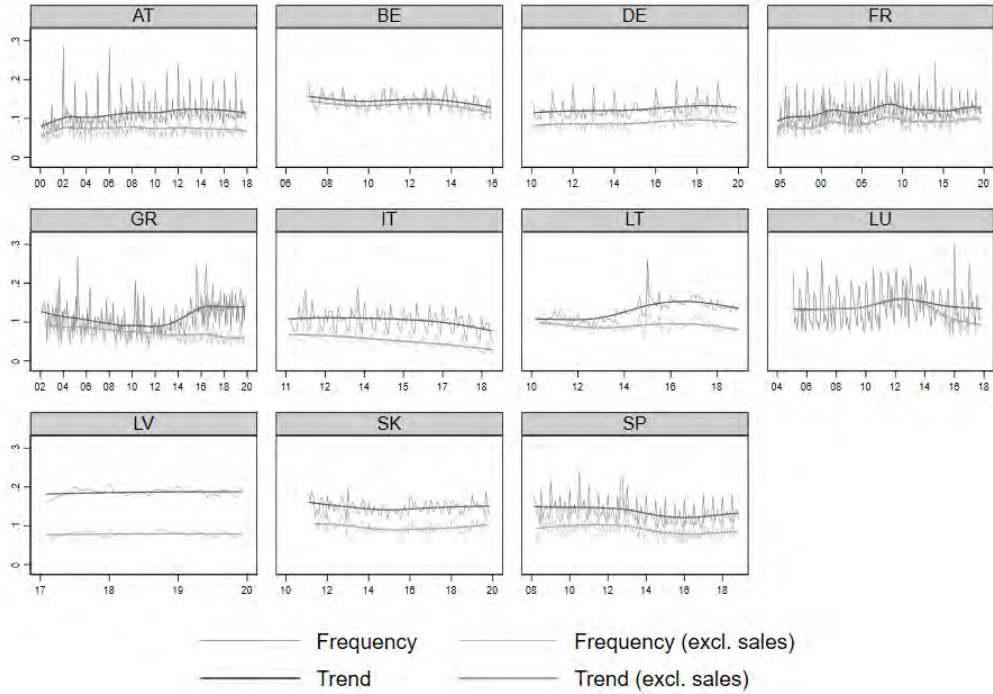 AT BE DE FR
.3
.2
.1
0
00 02 04 06 08 10 12 14 16 18 06 08 10 12 14 16 10 12 14 16 18 20 95 00 05 10 15 20
GR IT LT LU
.3
.2
.1
0
02 04 06 08 10 12 14 16 18 20 11 12 14 15 17 18 10 12 14 16 18 20 04 06 08 10 12 14 16 18
LV SK SP
.3
.2
.1
0
17 18 19 20 10 12 14 16 18 20 08 10 12 14 16 18
Frequency Frequency (excl. sales)
Trend Trend (excl. sales)